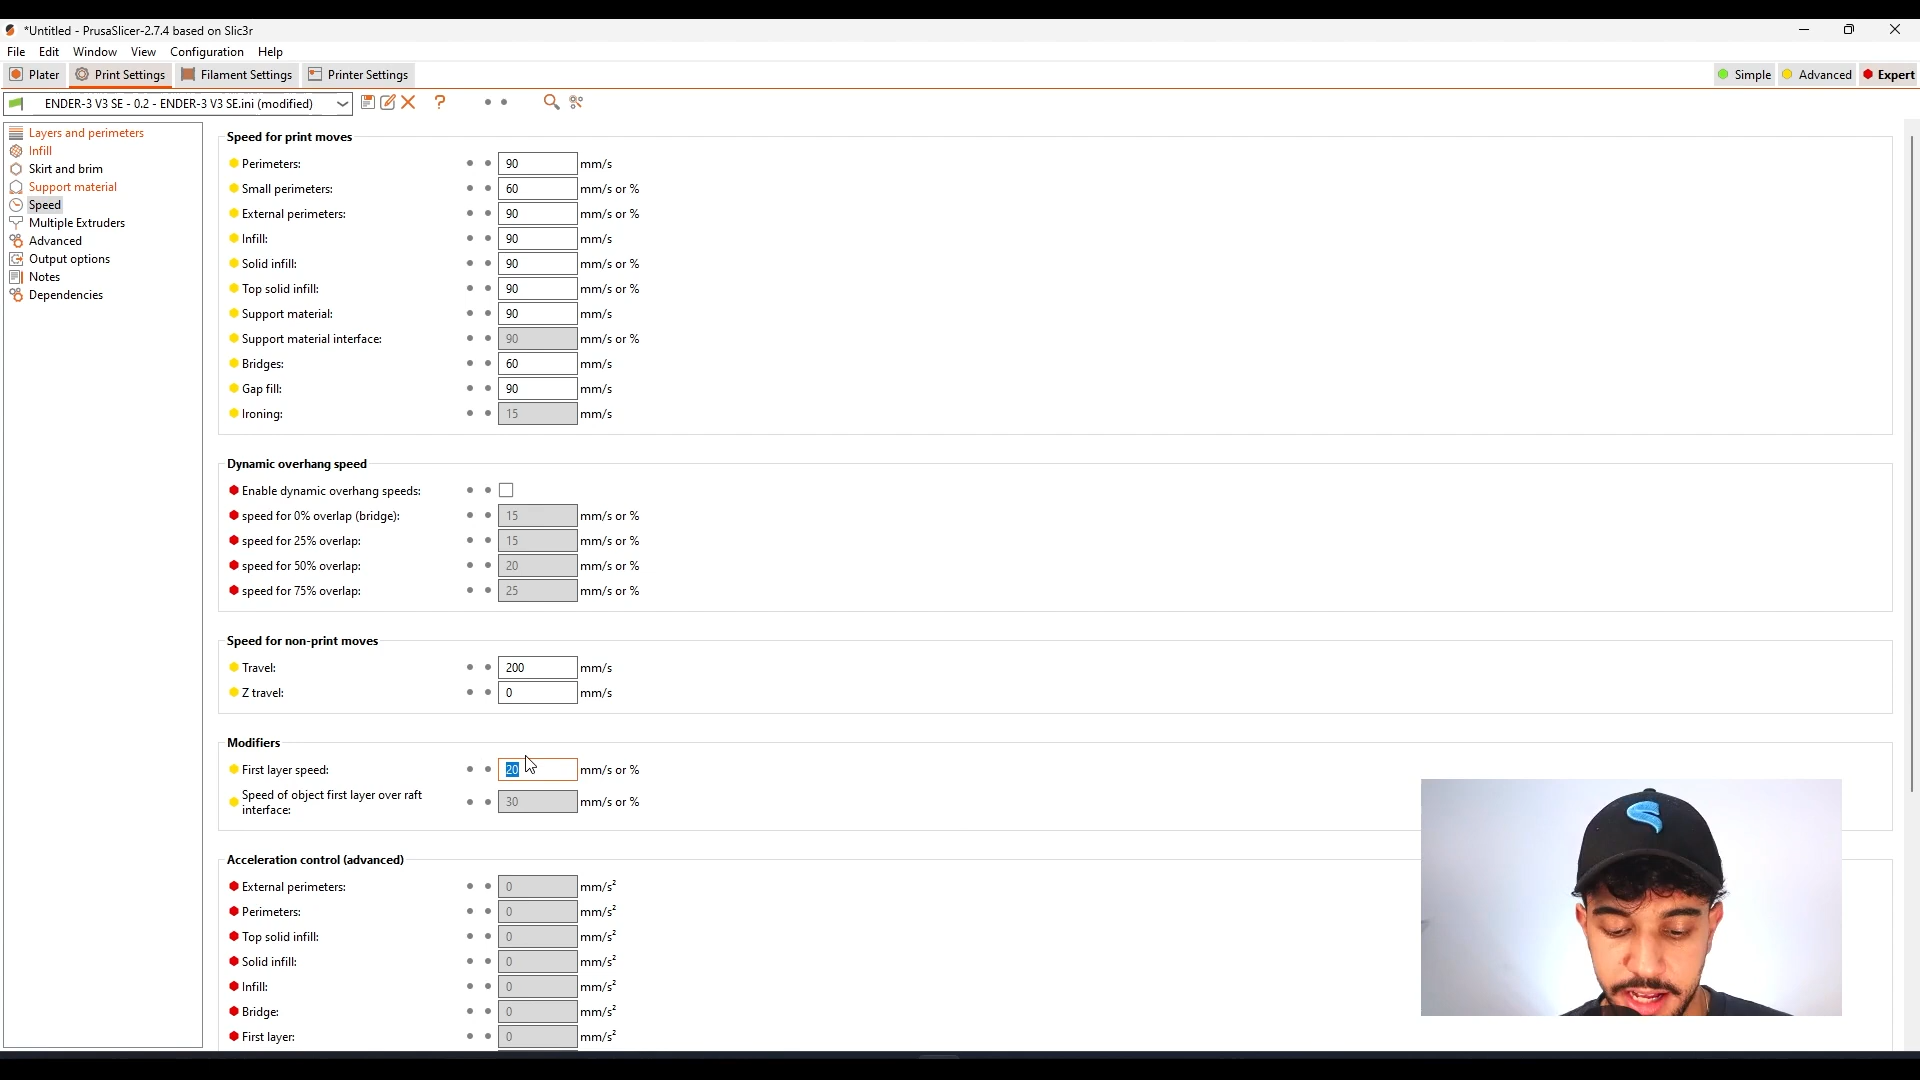 *Untitled - PrusaSlicer-2.7.4 based on Slic3r
File Edit Window View Configuration Help
Plater Print Settings Filament Settings Printer Settings Simple Advanced Expert
ENDER-3 V3 SE - 0.2 - ENDER-3 V3 SE.ini (modified) ?
Layers and perimeters
Infill
Skirt and brim
Support material
Speed
Multiple Extruders
Advanced
Output options
Notes
Dependencies
Speed for print moves
Perimeters: 90 mm/s
Small perimeters: 60 mm/s or %
External perimeters: 90 mm/s or %
Infill: 90 mm/s
Solid infill: 90 mm/s or %
Top solid infill: 90 mm/s or %
Support material: 90 mm/s
Support material interface: 90 mm/s or %
Bridges: 60 mm/s
Gap fill: 90 mm/s
Ironing: 15 mm/s
Dynamic overhang speed
Enable dynamic overhang speeds:
speed for 0% overlap (bridge): 15 mm/s or %
speed for 25% overlap: 15 mm/s or %
speed for 50% overlap: 20 mm/s or %
speed for 75% overlap: 25 mm/s or %
Speed for non-print moves
Travel: 200 mm/s
Z travel: 0 mm/s
Modifiers
First layer speed: 20 mm/s or %
Speed of object first layer over raft
interface: 30 mm/s or %
Acceleration control (advanced)
External perimeters: 0 mm/s²
Perimeters: 0 mm/s²
Top solid infill: 0 mm/s²
Solid infill: 0 mm/s²
Infill: 0 mm/s²
Bridge: 0 mm/s²
First layer: 0 mm/s²